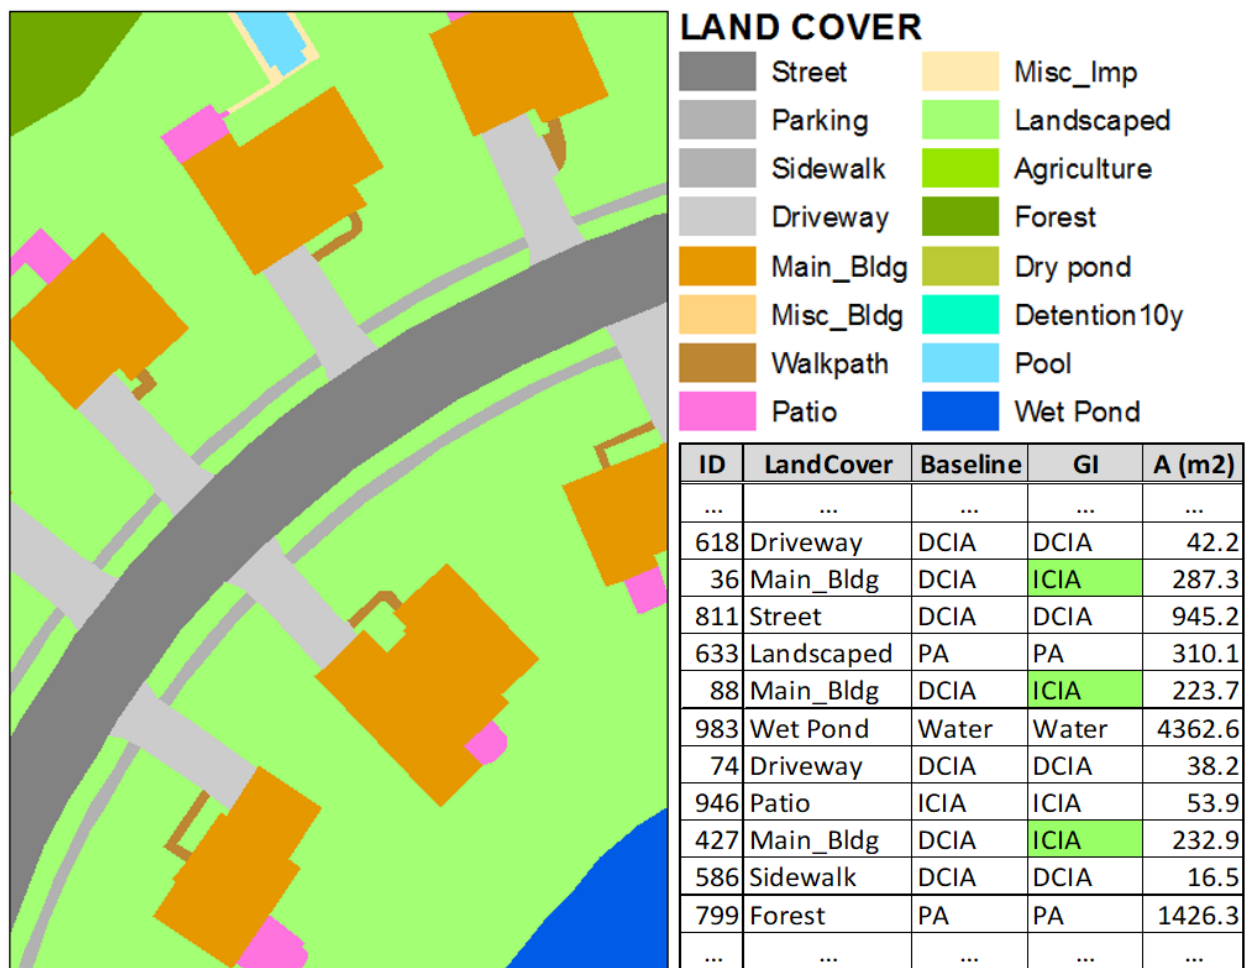 LAND COVER
Street Misc_Imp
Parking Landscaped
Sidewalk Agriculture
Driveway Forest
Main_Bldg Dry pond
Misc_Bldg Detention10y
Walkpath Pool
Patio Wet Pond
ID LandCover Baseline GI A (m2)
... ... ... ... ...
618 Driveway DCIA DCIA 42.2
36 Main_Bldg DCIA ICIA 287.3
811 Street DCIA DCIA 945.2
633 Landscaped PA PA 310.1
88 Main_Bldg DCIA ICIA 223.7
983 Wet Pond Water Water 4362.6
74 Driveway DCIA DCIA 38.2
946 Patio ICIA ICIA 53.9
427 Main_Bldg DCIA ICIA 232.9
586 Sidewalk DCIA DCIA 16.5
799 Forest PA PA 1426.3
... ... ... ... ...